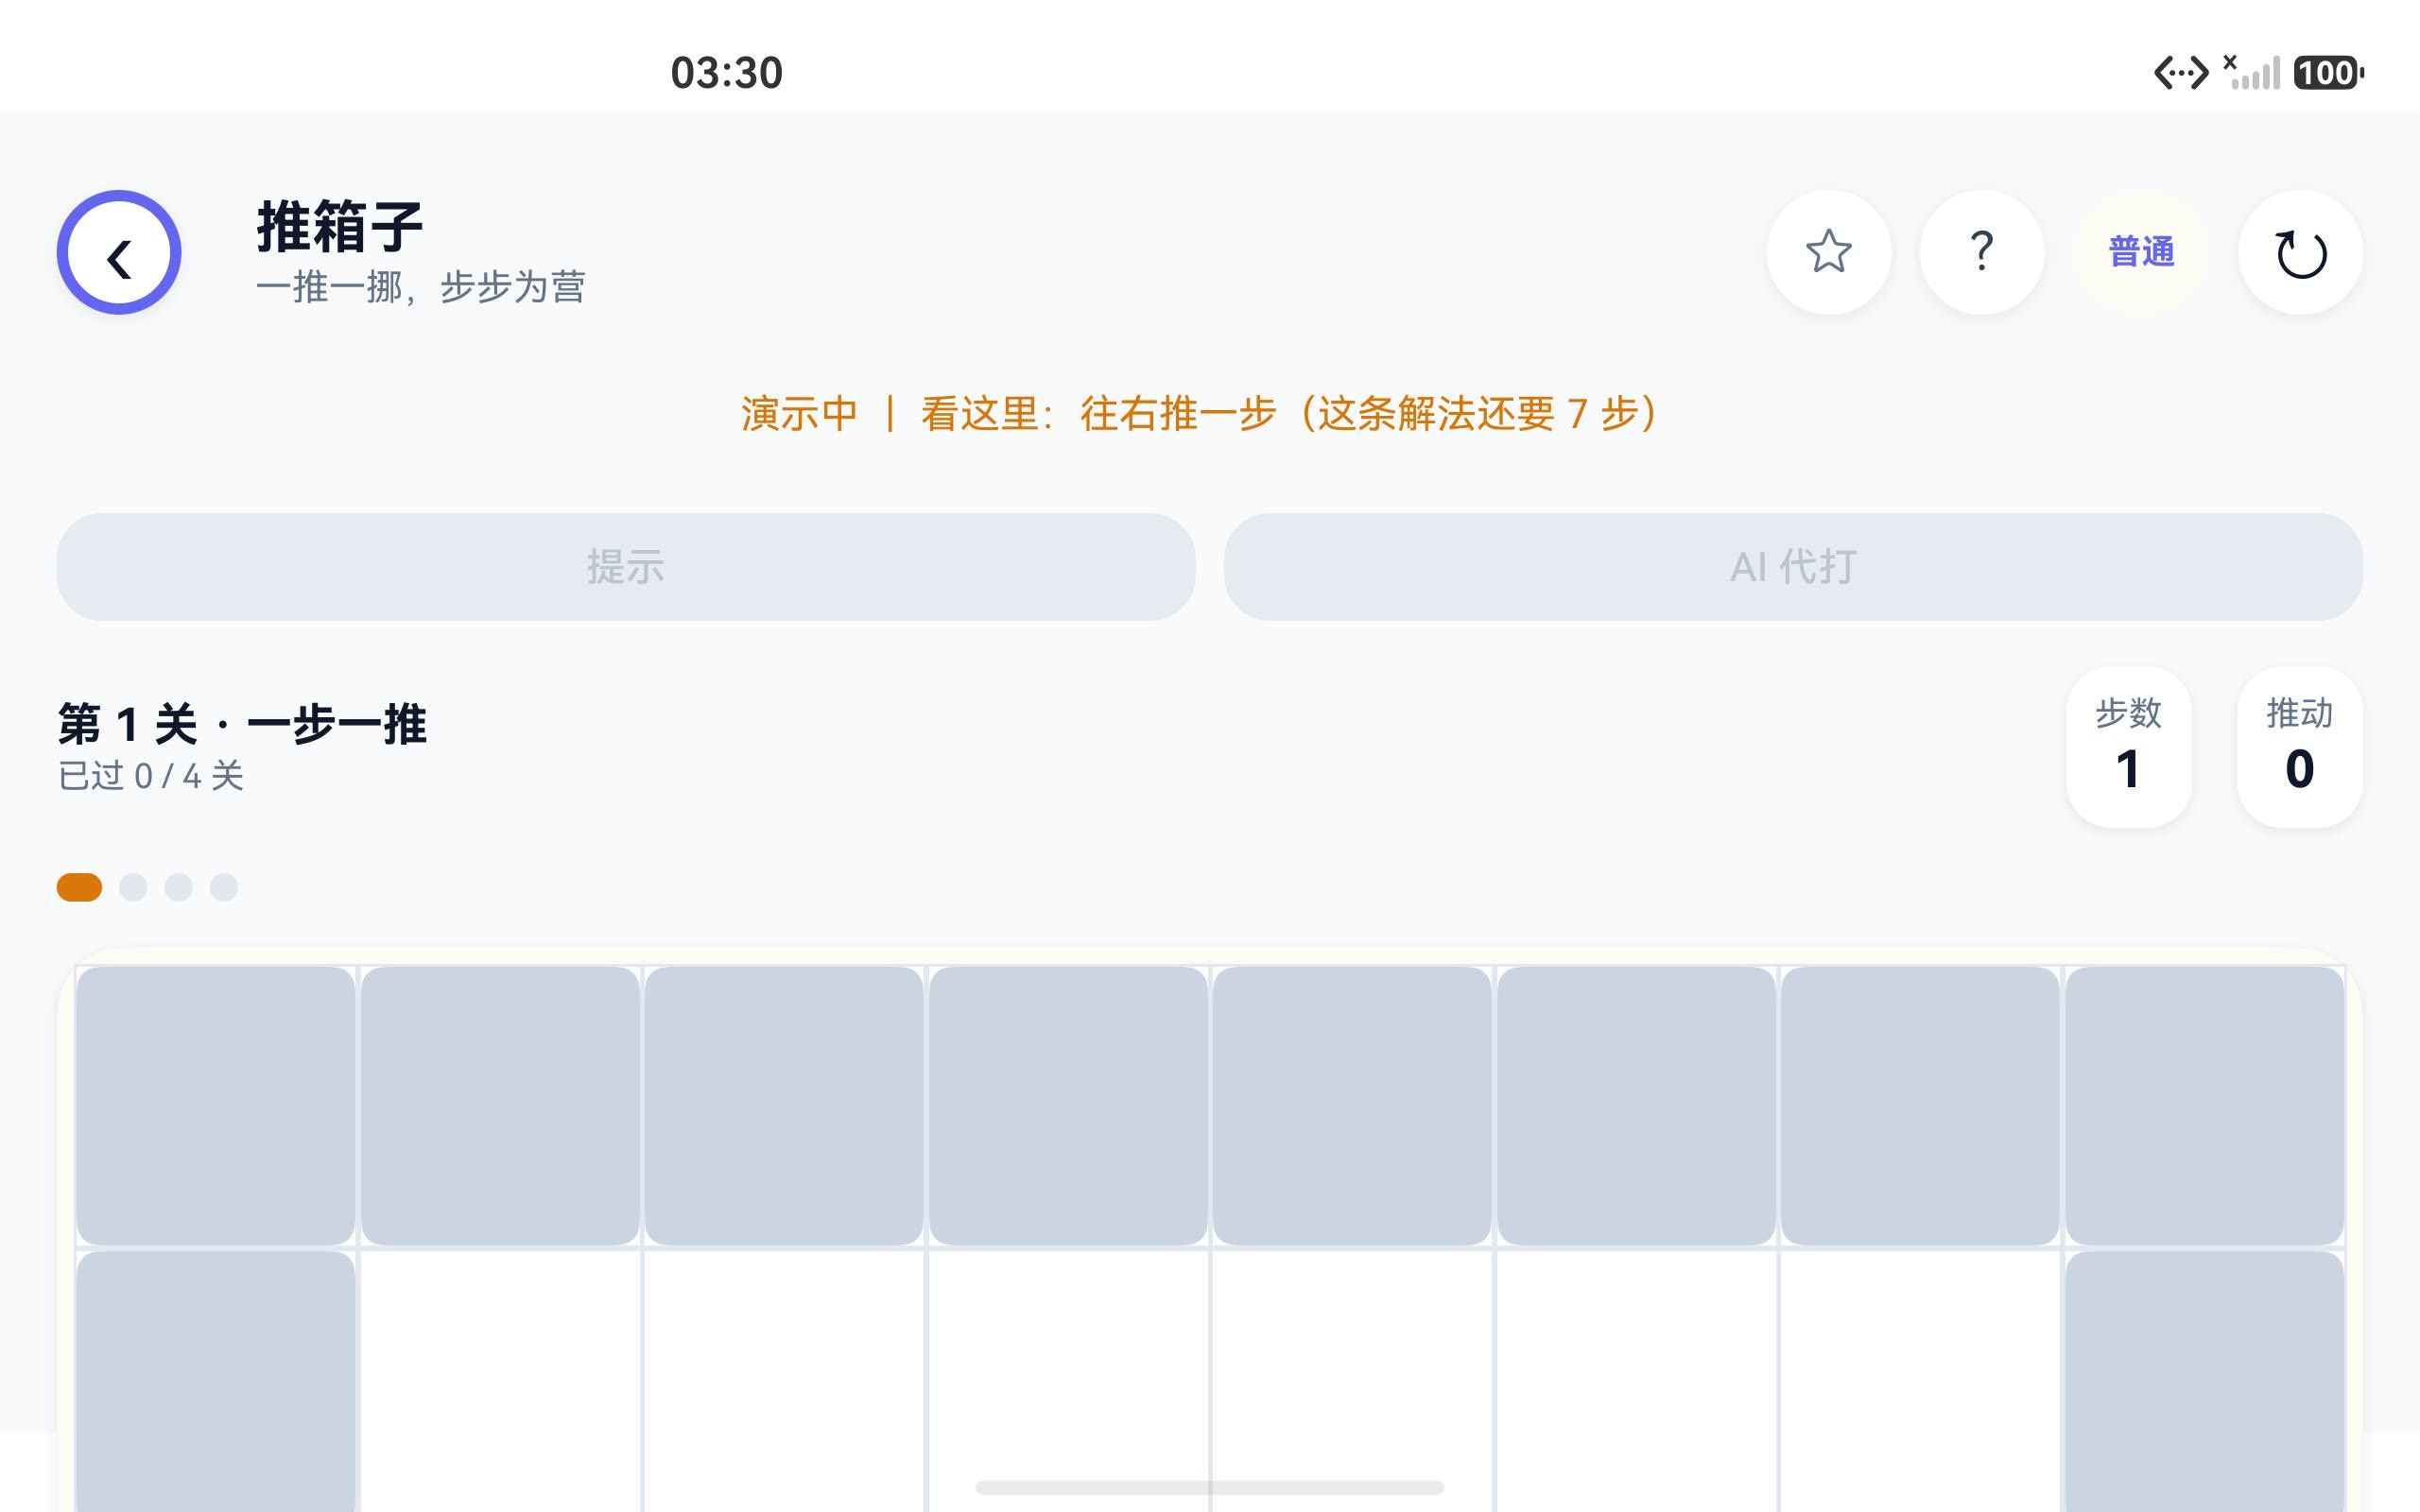 03:30
100
推箱子
一推一挪，步步为营
?
普通
演示中 | 看这里：往右推一步（这条解法还要 7 步）
提示
AI 代打
第 1 关 · 一步一推
已过 0 / 4 关
步数
1
推动
0